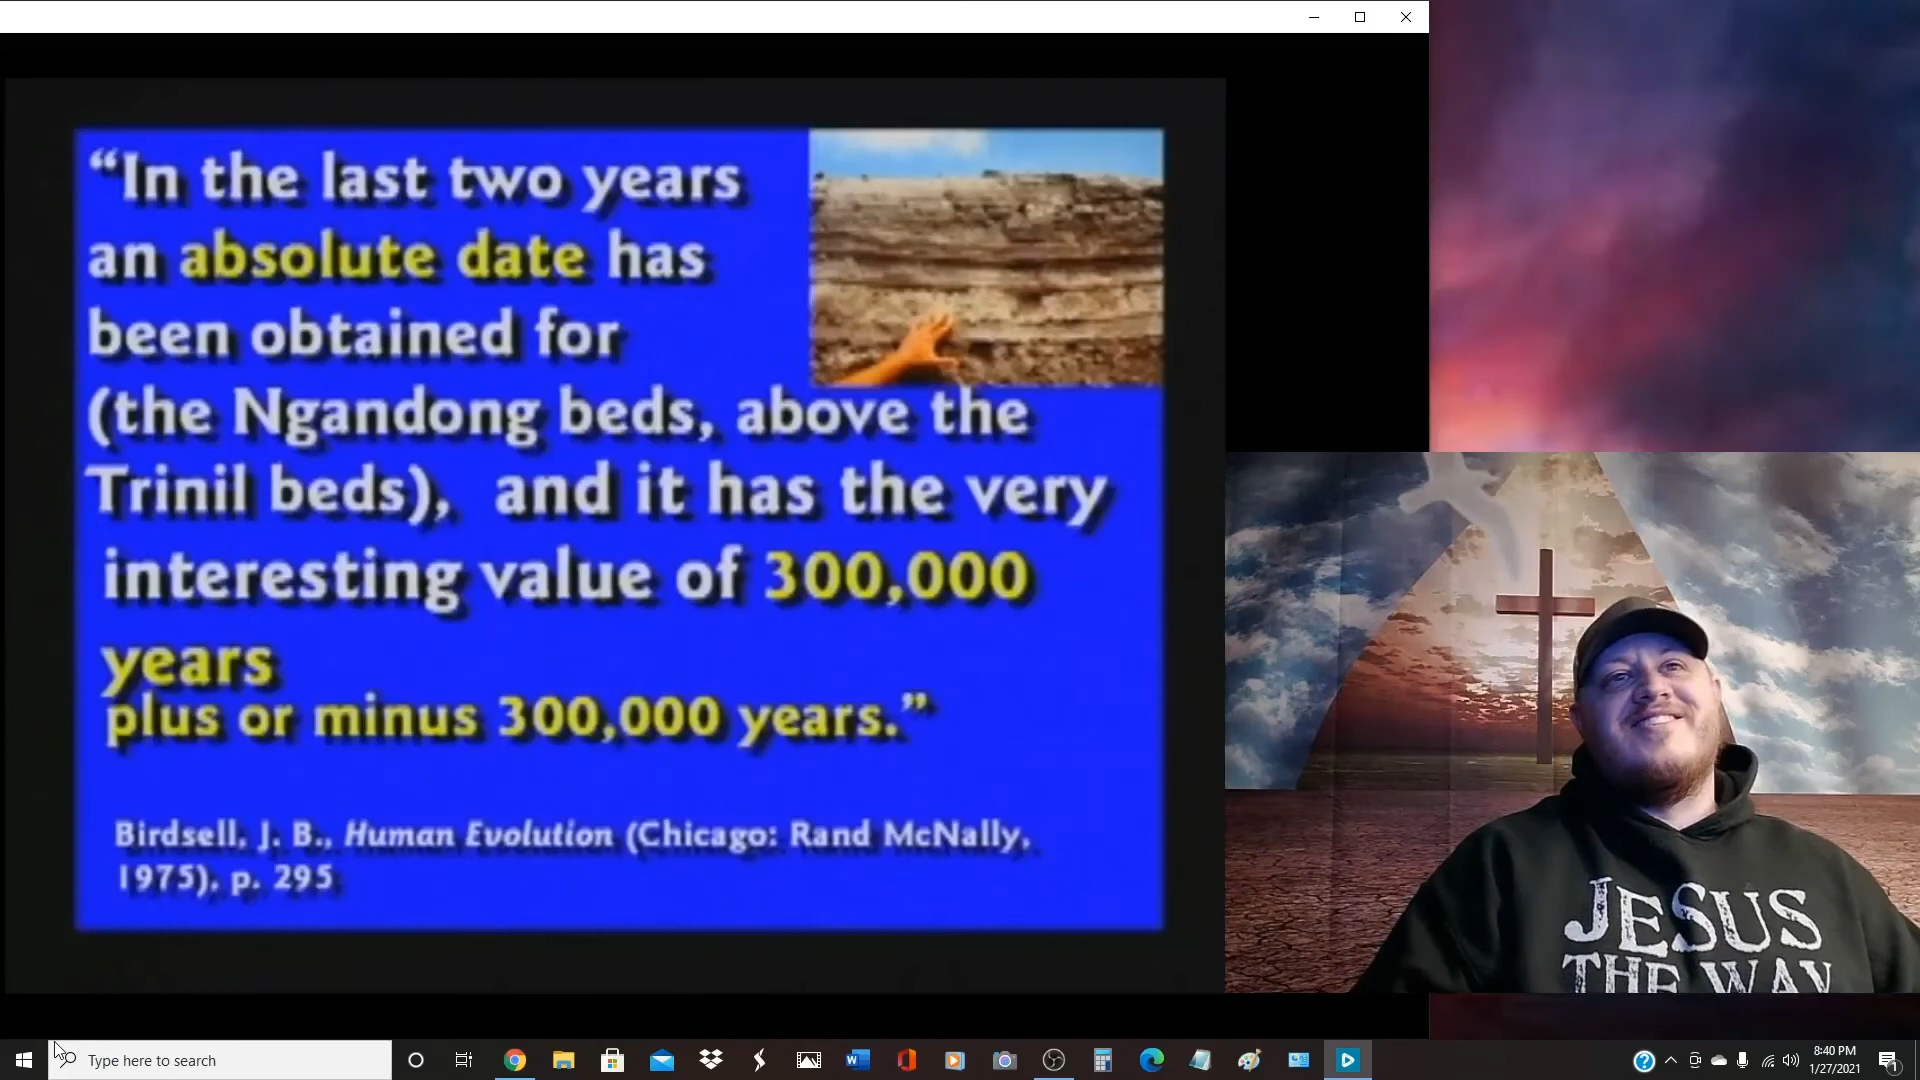 “In the last two years
an absolute date has
been obtained for
(the Ngandong beds, above the
Trinil beds), and it has the very
interesting value of 300,000
years
plus or minus 300,000 years.”
Birdsell, J. B., Human Evolution (Chicago: Rand McNally,
1975), p. 295
JESUS
THE WAY
Type here to search
8:40 PM
1/27/2021